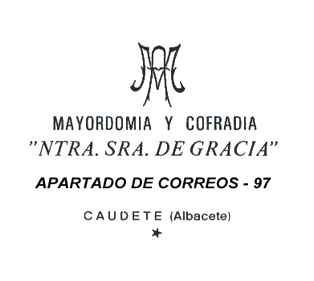 MAYORDOMIA Y COFRADIA
"NTRA. SRA. DE GRACIA"
APARTADO DE CORREOS - 97
CAUDETE (Albacete)